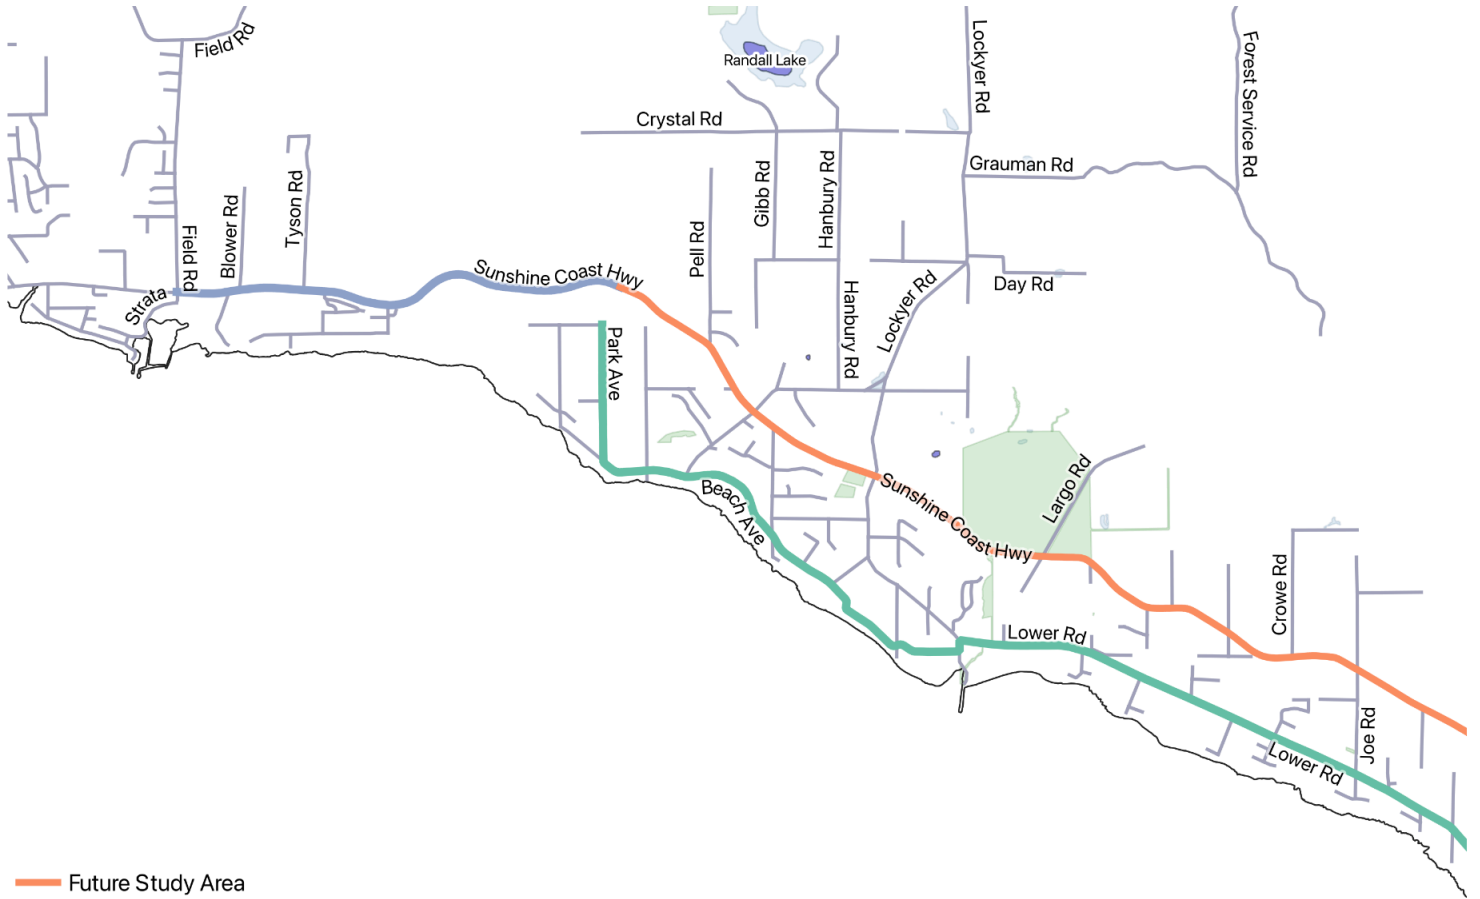 Field Rd
Lockyer Rd
Forest Service Rd
Randall Lake
Crystal Rd
Grauman Rd
Gibb Rd
Hanbury Rd
Tyson Rd
Blower Rd
Field Rd
Pell Rd
Sunshine Coast Hwy
Day Rd
Strata
Hanbury Rd
Lockyer Rd
Park Ave
Largo Rd
Sunshine Coast Hwy
Beach Ave
Crowe Rd
Lower Rd
Joe Rd
Lower Rd
Future Study Area